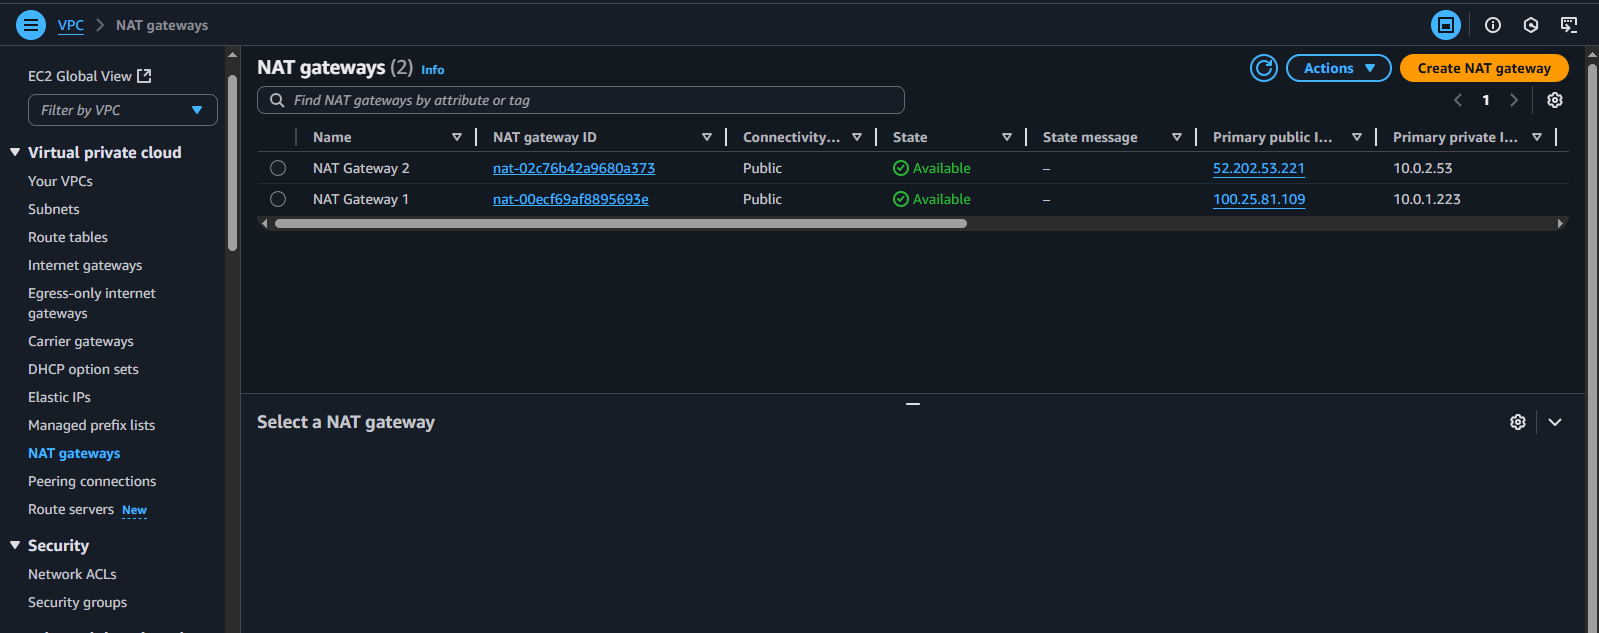 VPC > NAT gateways
EC2 Global View
Filter by VPC
Virtual private cloud
Your VPCs
Subnets
Route tables
Internet gateways
Egress-only internet
gateways
Carrier gateways
DHCP option sets
Elastic IPs
Managed prefix lists
NAT gateways
Peering connections
Route servers New
Security
Network ACLs
Security groups
NAT gateways (2) Info
Actions
Create NAT gateway
Find NAT gateways by attribute or tag
1
Name NAT gateway ID Connectivity... State State message Primary public I... Primary private I...
NAT Gateway 2 nat-02c76b42a9680a373 Public Available – 52.202.53.221 10.0.2.53
NAT Gateway 1 nat-00ecf69af8895693e Public Available – 100.25.81.109 10.0.1.223
Select a NAT gateway